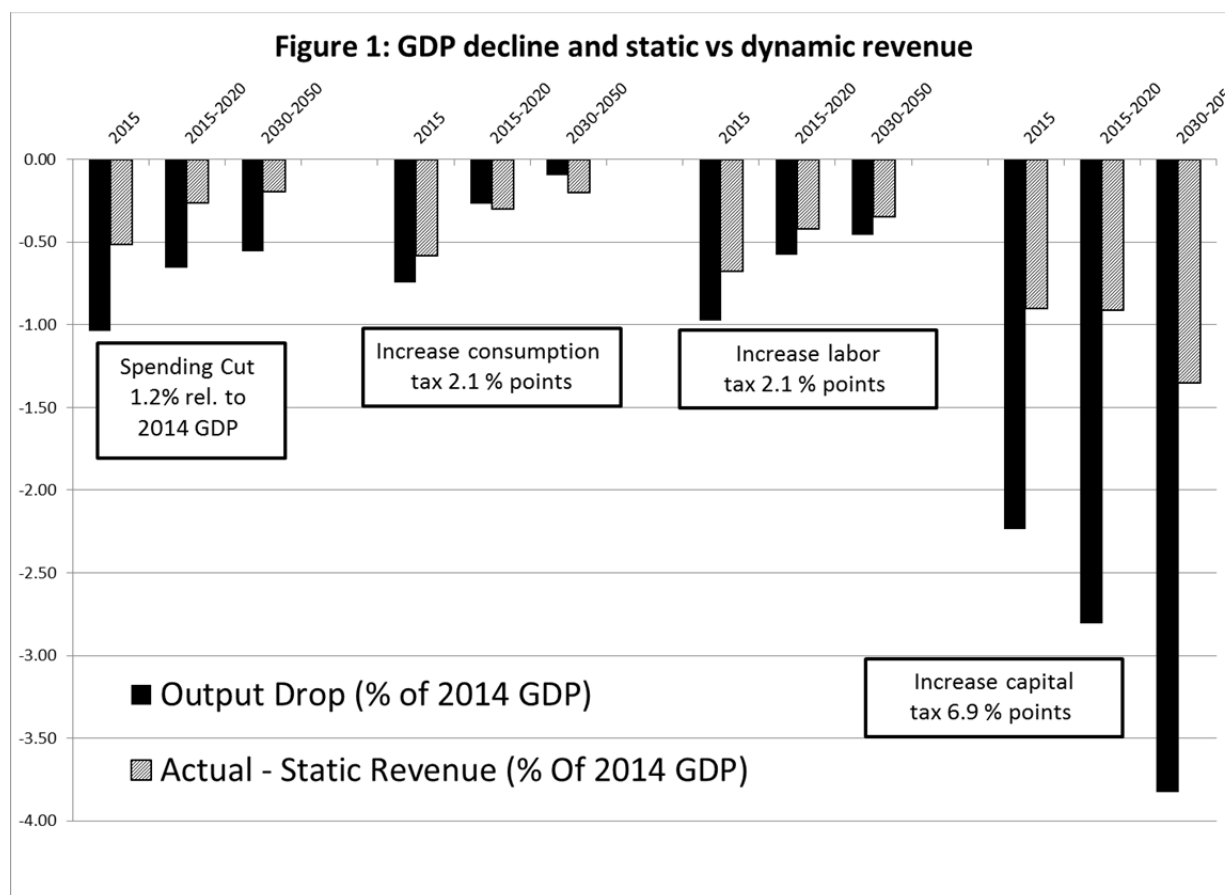 Figure 1: GDP decline and static vs dynamic revenue
2015
2015-2020
2030-2050
2015
2015-2020
2030-2050
2015
2015-2020
2030-2050
2015
2015-2020
2030-2050
0.00
-0.50
-1.00
-1.50
-2.00
-2.50
-3.00
-3.50
-4.00
Spending Cut
1.2% rel. to
2014 GDP
Increase consumption
tax 2.1 % points
Increase labor
tax 2.1 % points
Increase capital
tax 6.9 % points
Output Drop (% of 2014 GDP)
Actual - Static Revenue (% Of 2014 GDP)